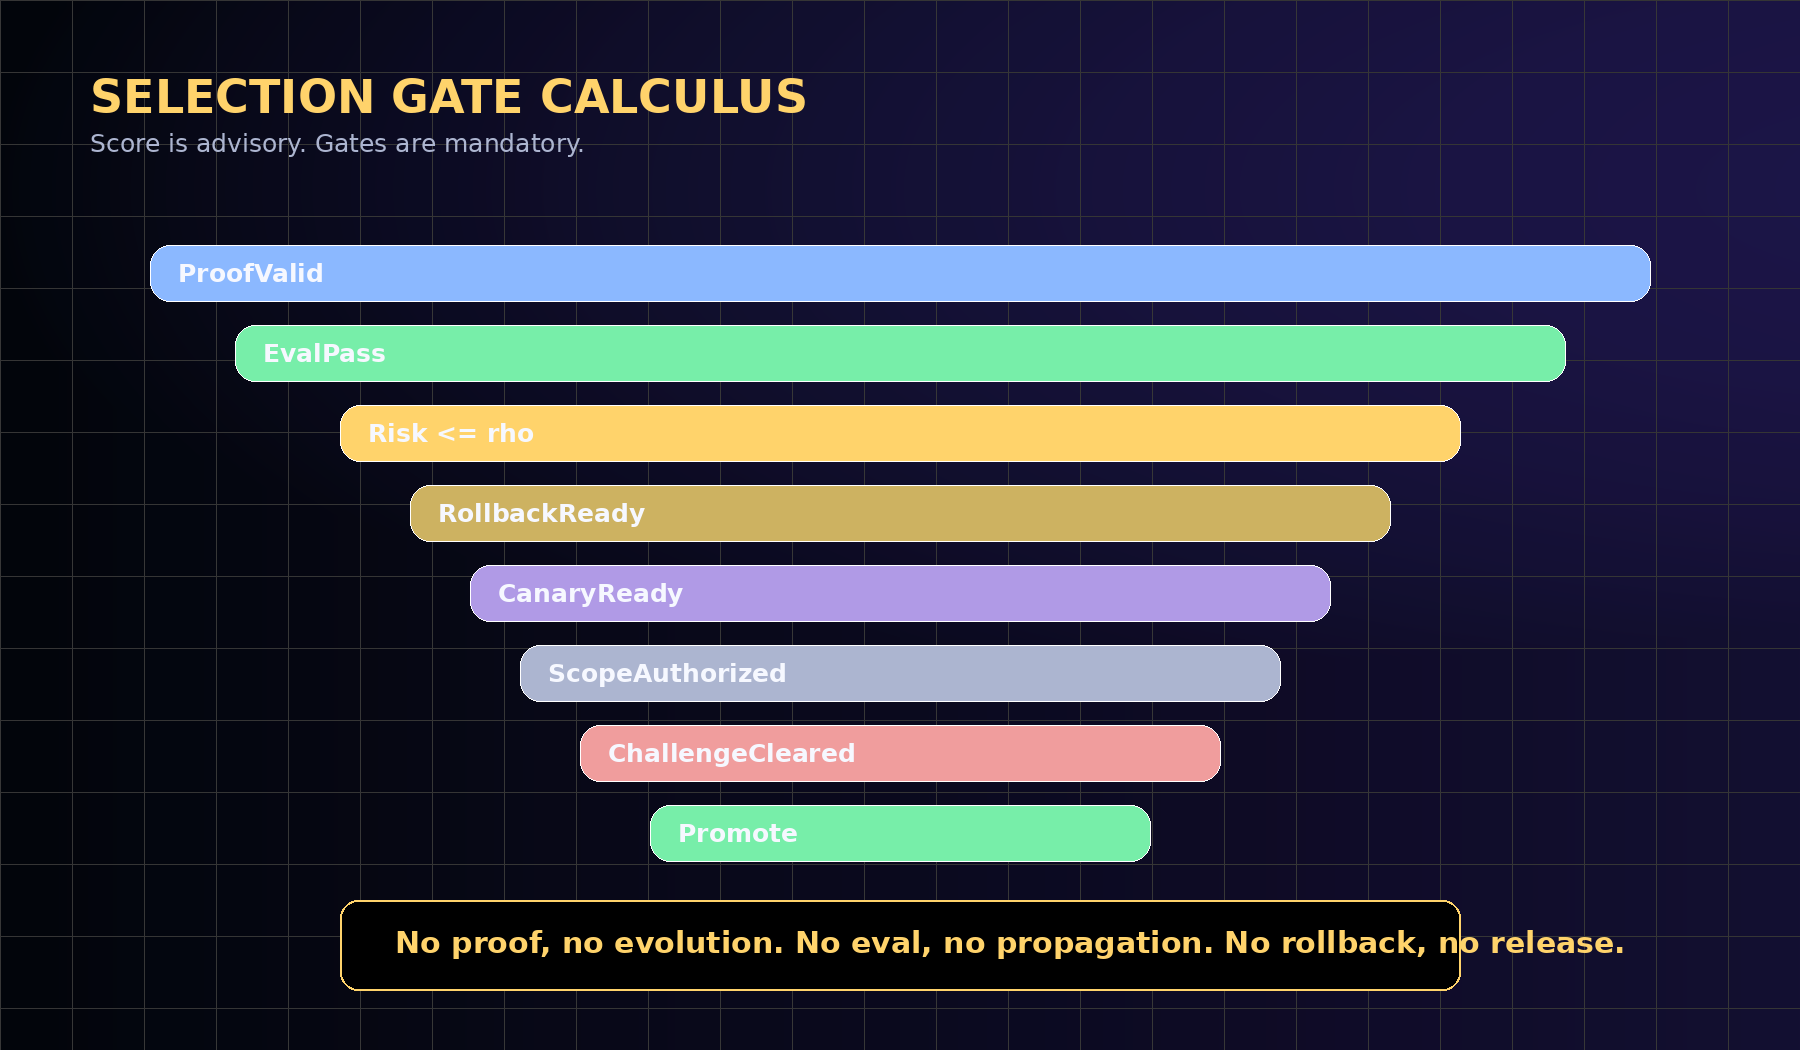 SELECTION GATE CALCULUS
Score is advisory. Gates are mandatory.
ProofValid
EvalPass
Risk <= rho
RollbackReady
CanaryReady
ScopeAuthorized
ChallengeCleared
Promote
No proof, no evolution. No eval, no propagation. No rollback, no release.